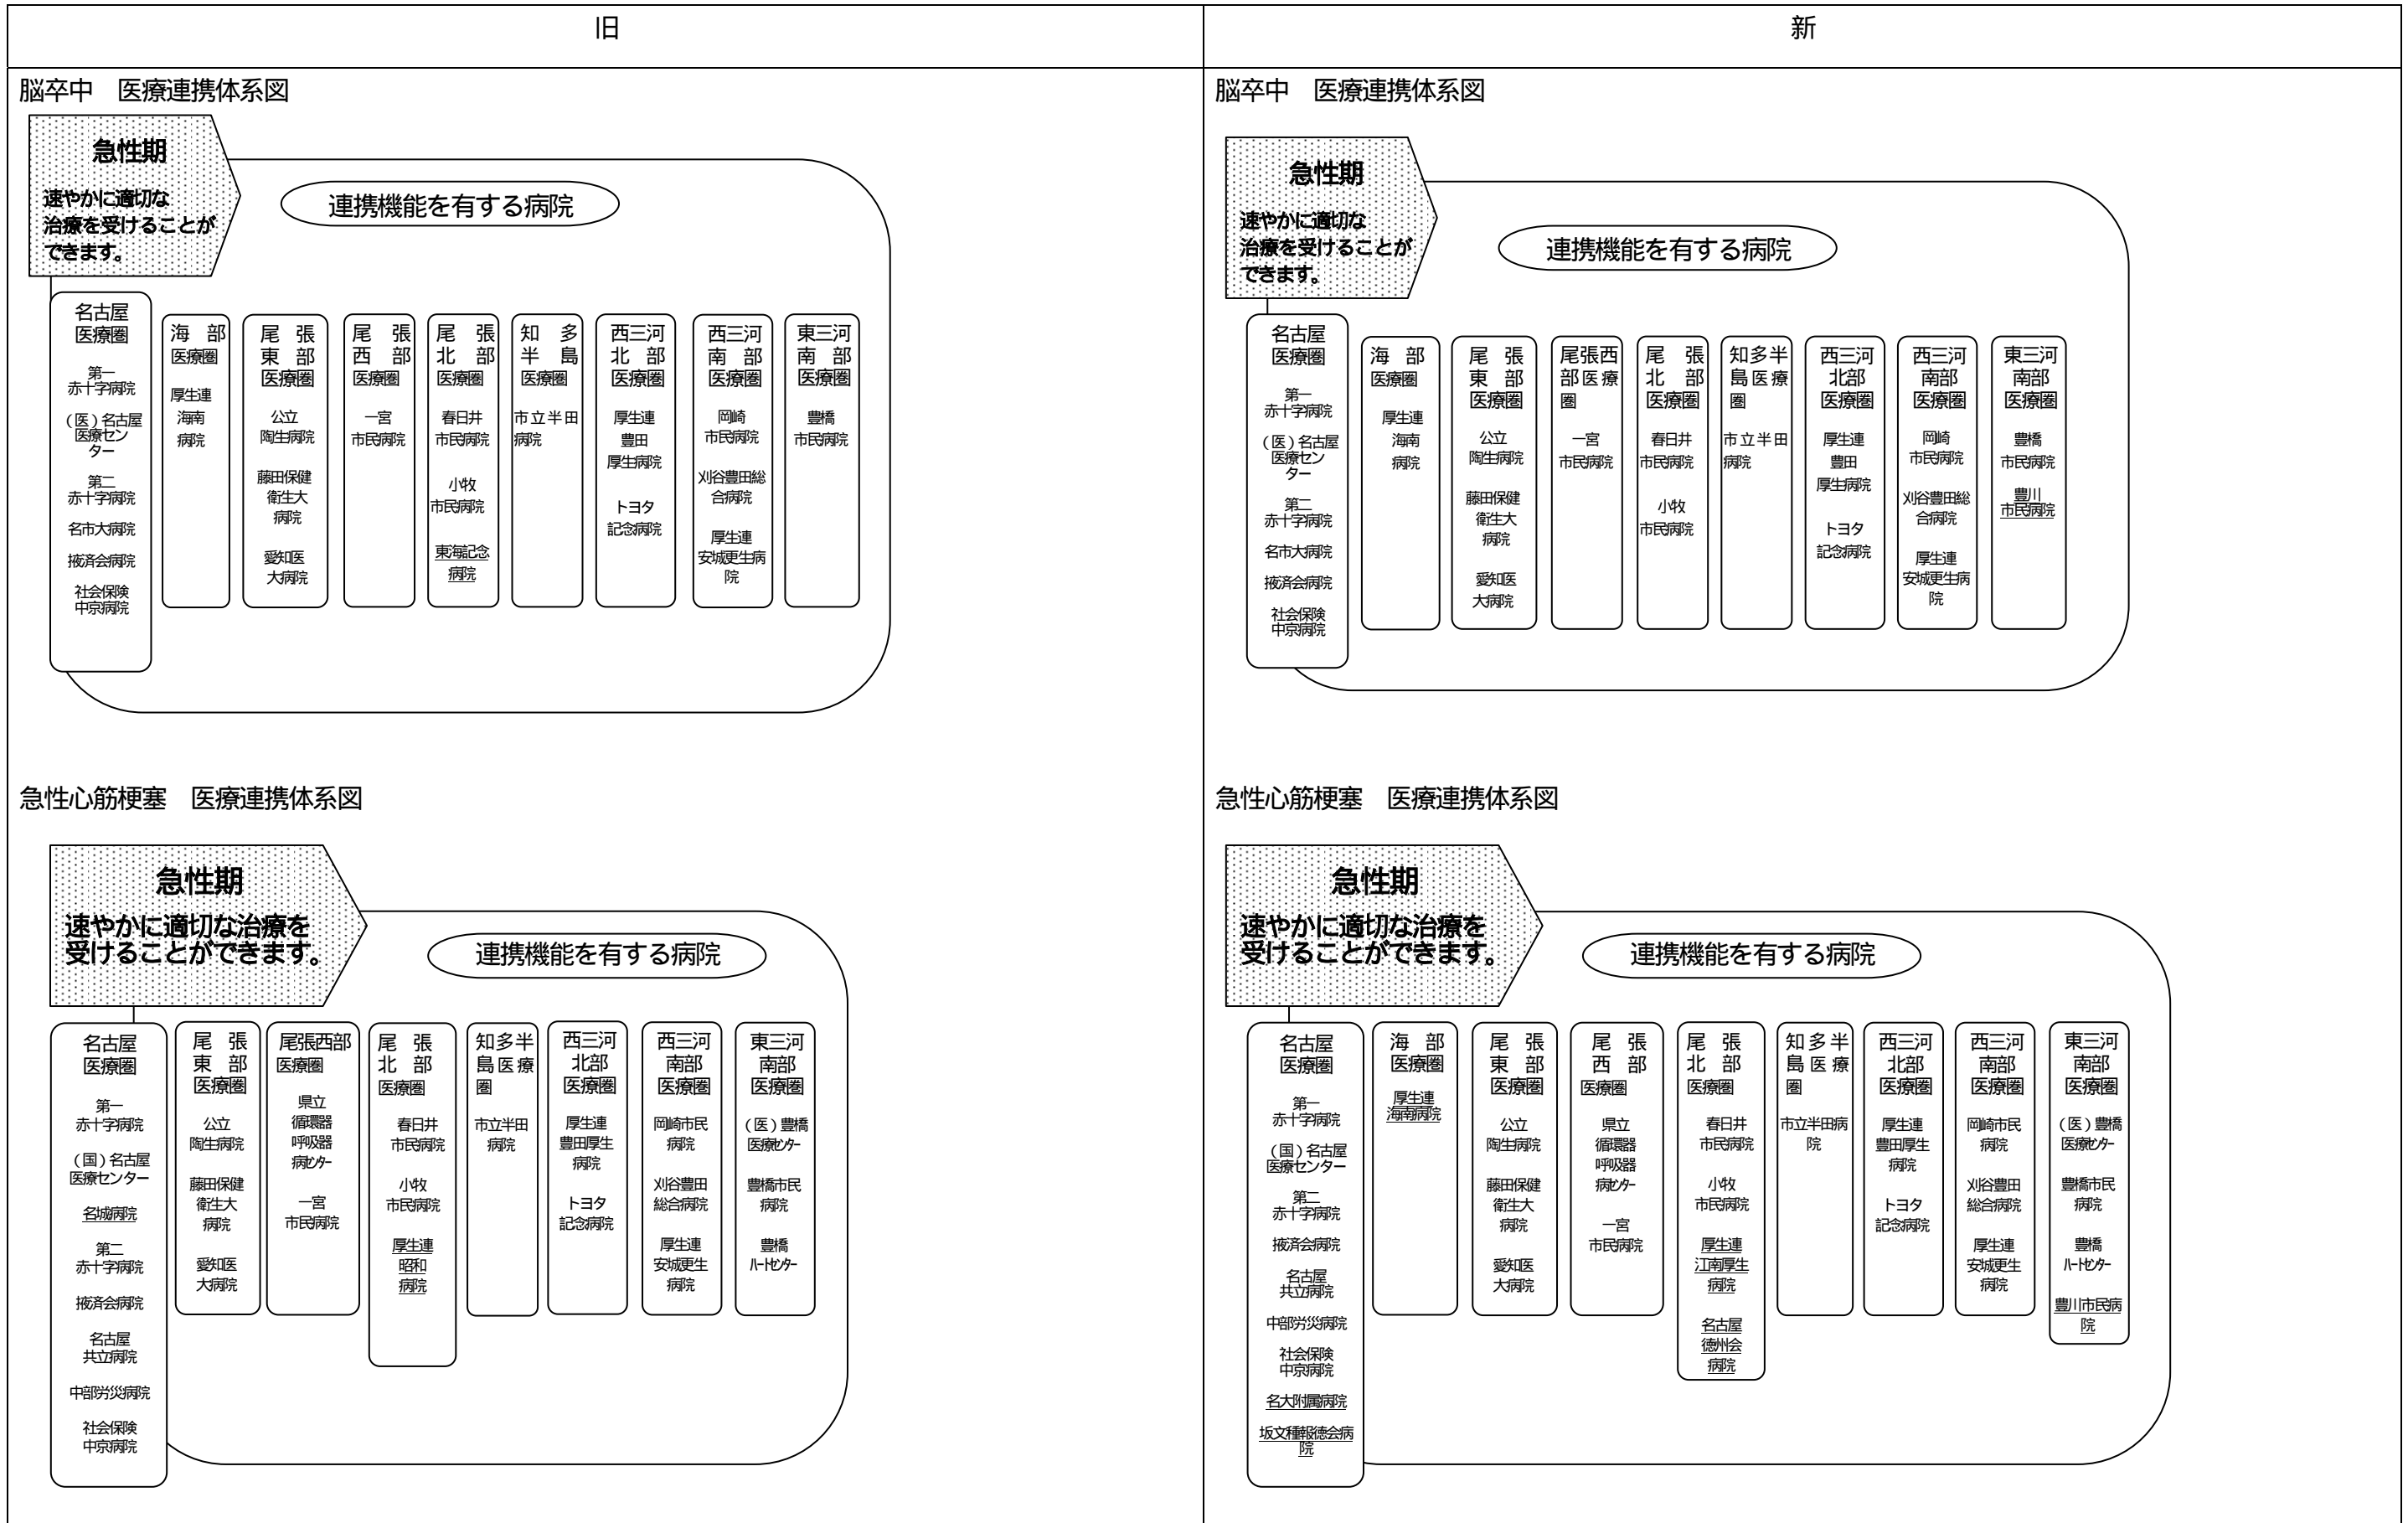 旧
新
脳卒中　医療連携体系図
急性期
速やかに適切な
治療を受けることが
できます。
連携機能を有する病院
名古屋
医療圏
第一
赤十字病院
（医）名古屋
医療セン
ター
第二
赤十字病院
名市大病院
掖済会病院
社会保険
中京病院
海　部
医療圏
厚生連
海南
病院
尾　張
東　部
医療圏
公立
陶生病院
藤田保健
衛生大
病院
愛知医
大病院
尾　張
西　部
医療圏
一宮
市民病院
尾　張
北　部
医療圏
春日井
市民病院
小牧
市民病院
東海記念
病院
知　多
半　島
医療圏
市立半田
病院
西三河
北　部
医療圏
厚生連
豊田
厚生病院
トヨタ
記念病院
西三河
南　部
医療圏
岡崎
市民病院
刈谷豊田総
合病院
厚生連
安城更生病
院
東三河
南　部
医療圏
豊橋
市民病院
急性心筋梗塞　医療連携体系図
急性期
速やかに適切な治療を
受けることができます。
連携機能を有する病院
名古屋
医療圏
第一
赤十字病院
（国）名古屋
医療センター
名城病院
第二
赤十字病院
掖済会病院
名古屋
共立病院
中部労災病院
社会保険
中京病院
尾　張
東　部
医療圏
公立
陶生病院
藤田保健
衛生大
病院
愛知医
大病院
尾張西部
医療圏
県立
循環器
呼吸器
病ｾﾝﾀｰ
一宮
市民病院
尾　張
北　部
医療圏
春日井
市民病院
小牧
市民病院
厚生連
昭和
病院
知多半
島医療
圏
市立半田
病院
西三河
北部
医療圏
厚生連
豊田厚生
病院
トヨタ
記念病院
西三河
南部
医療圏
岡崎市民
病院
刈谷豊田
総合病院
厚生連
安城更生
病院
東三河
南部
医療圏
（医）豊橋
医療ｾﾝﾀｰ
豊橋市民
病院
豊橋
ﾊｰﾄｾﾝﾀｰ
脳卒中　医療連携体系図
急性期
速やかに適切な
治療を受けることが
できます。
連携機能を有する病院
名古屋
医療圏
第一
赤十字病院
（医）名古屋
医療セン
ター
第二
赤十字病院
名市大病院
掖済会病院
社会保険
中京病院
海　部
医療圏
厚生連
海南
病院
尾　張
東　部
医療圏
公立
陶生病院
藤田保健
衛生大
病院
愛知医
大病院
尾張西
部医療
圏
一宮
市民病院
尾　張
北　部
医療圏
春日井
市民病院
小牧
市民病院
知多半
島医療
圏
市立半田
病院
西三河
北部
医療圏
厚生連
豊田
厚生病院
トヨタ
記念病院
西三河
南部
医療圏
岡崎
市民病院
刈谷豊田総
合病院
厚生連
安城更生病
院
東三河
南部
医療圏
豊橋
市民病院
豊川
市民病院
急性心筋梗塞　医療連携体系図
急性期
速やかに適切な治療を
受けることができます。
連携機能を有する病院
名古屋
医療圏
第一
赤十字病院
（国）名古屋
医療センター
第二
赤十字病院
掖済会病院
名古屋
共立病院
中部労災病院
社会保険
中京病院
名大附属病院
坂文種報徳会病
院
海　部
医療圏
厚生連
海南病院
尾　張
東　部
医療圏
公立
陶生病院
藤田保健
衛生大
病院
愛知医
大病院
尾　張
西　部
医療圏
県立
循環器
呼吸器
病ｾﾝﾀｰ
一宮
市民病院
尾　張
北　部
医療圏
春日井
市民病院
小牧
市民病院
厚生連
江南厚生
病院
名古屋
徳州会
病院
知多半
島医療
圏
市立半田病
院
西三河
北部
医療圏
厚生連
豊田厚生
病院
トヨタ
記念病院
西三河
南部
医療圏
岡崎市民
病院
刈谷豊田
総合病院
厚生連
安城更生
病院
東三河
南部
医療圏
（医）豊橋
医療ｾﾝﾀｰ
豊橋市民
病院
豊橋
ﾊｰﾄｾﾝﾀｰ
豊川市民病
院